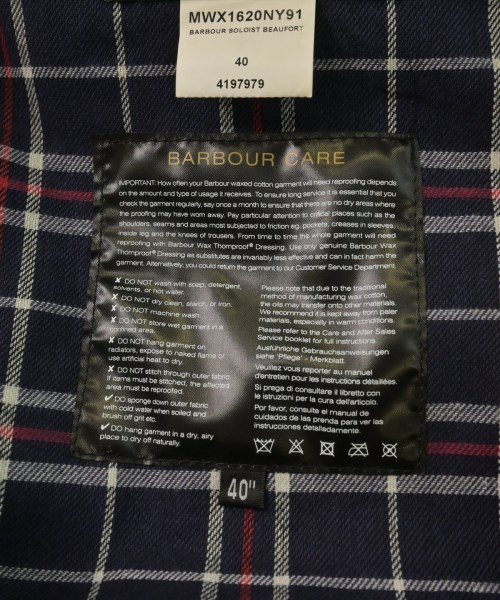 MWX1620NY91
BARBOUR SOLOIST BEAUFORT
40
4197979
BARBOUR CARE
IMPORTANT: How often your Barbour waxed cotton garment will need reproofing depends
on the amount and type of usage it receives. To ensure long service it is essential that you
check the garment regularly, say once a month to ensure that there are no dry areas where
the proofing may have worn away. Pay particular attention to critical places such as the
shoulders, seams and areas most subjected to friction eg. pockets, creases in sleeves,
inside leg and the knees of trousers. From time to time the whole garment will need
reproofing with Barbour Wax Thornproof® Dressing. Use only genuine Barbour Wax
Thornproof® Dressing as substitutes are invariably less effective and can in fact harm the
garment. Alternatively, you could return the garment to our Customer Service Department.
✘ DO NOT wash with soap, detergent,
solvents, or hot water.
✘ DO NOT dry clean, starch, or iron.
✘ DO NOT machine wash.
✘ DO NOT store wet garment in a
confined area.
✘ DO NOT hang garment on
radiators, expose to naked flame or
use artificial heat to dry.
✘ DO NOT stitch through outer fabric.
If items must be stitched, the affected
area must be reproofed.
✓ DO sponge down outer fabric
with cold water when soiled and
brush off grit etc.
✓ DO hang garment in a dry, airy
place to dry off naturally.
Please note that due to the traditional
method of manufacturing wax cotton,
the oils may transfer onto other materials.
We recommend it is kept away from paler
materials, especially in warm conditions.
Please refer to the Care and After Sales
Service booklet for full instructions.
Ausführliche Gebrauchsanweisungen
siehe 'Pflege' - Merkblatt.
Veuillez vous reporter au manuel
d'entretien pour les instructions détaillées.
Si prega di consultare il libretto con
le istruzioni per la cura dell'articolo.
Por favor, consulte el manual de
cuidados de las prendas para ver las
instrucciones completas.
40"